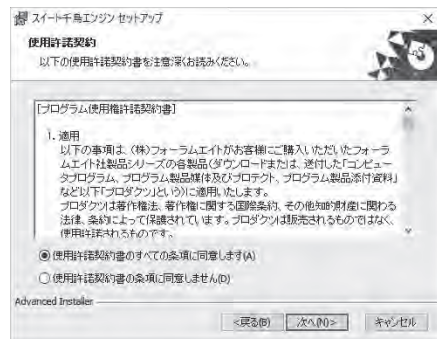 スイート千鳥エンジン セットアップ
使用許諾契約
以下の使用許諾契約書を注意深くお読みください。
[プログラム使用権許諾契約書]
1. 適用
以下の事項は、(株)フォーラムエイトがお客様にご購入いただいたフォーラ
ムエイト社製品シリーズの各製品(ダウンロードまたは、送付した「コンピュー
タプログラム、プログラム製品媒体及びプロテクト、プログラム製品添付資料」
など以下「プロダクツ」という)に適用いたします。
プロダクツは著作権法、著作権に関する国際条約、その他知的財産に関わる
法律、条約によって保護されています。プロダクツは販売されるものではなく、
使用許諾されるものです。
使用許諾契約書のすべての条項に同意します(A)
使用許諾契約書の条項に同意しません(D)
Advanced Installer
<戻る(B)
次へ(N)>
キャンセル